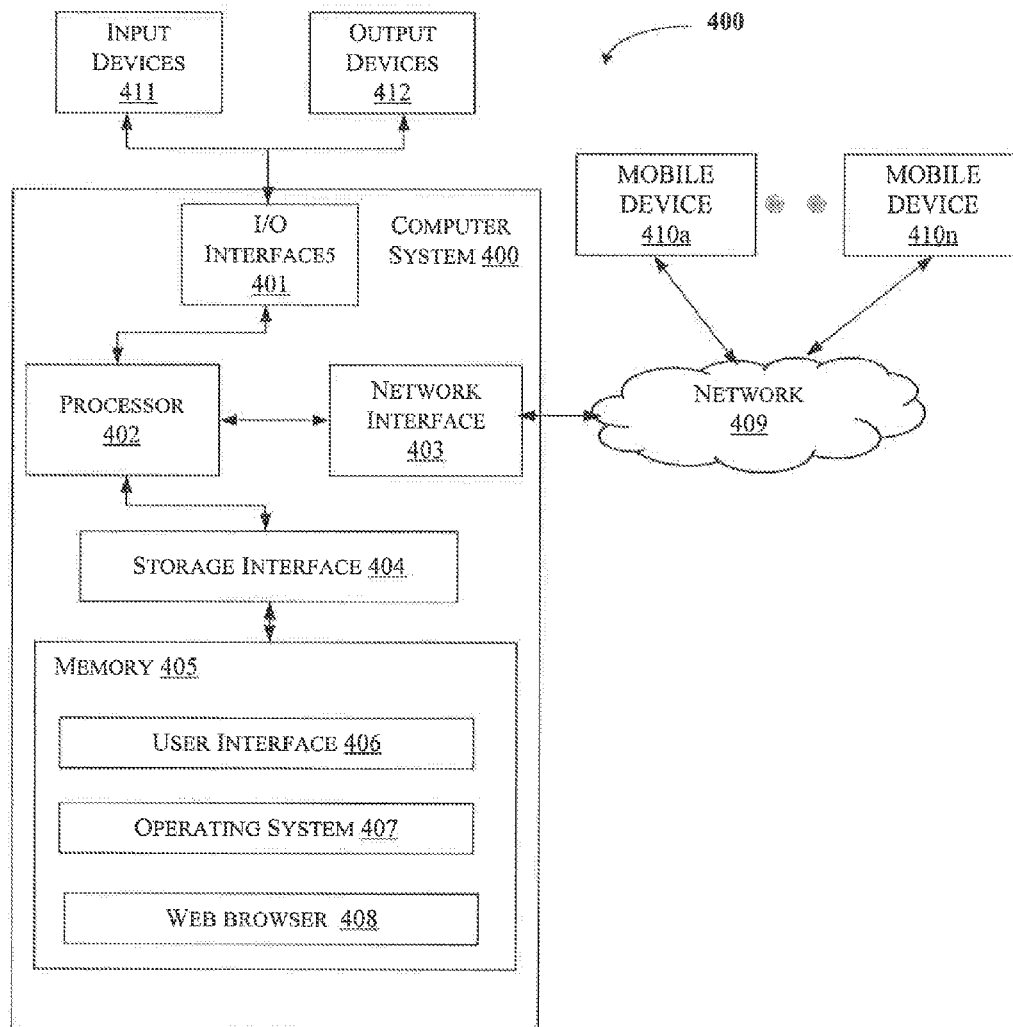 INPUT
DEVICES
411
OUTPUT
DEVICES
412
400
MOBILE
DEVICE
410a
MOBILE
DEVICE
410n
I/O
INTERFACE5
401
COMPUTER
SYSTEM 400
PROCESSOR
402
NETWORK
INTERFACE
403
NETWORK
409
STORAGE INTERFACE 404
MEMORY 405
USER INTERFACE 406
OPERATING SYSTEM 407
WEB BROWSER 408